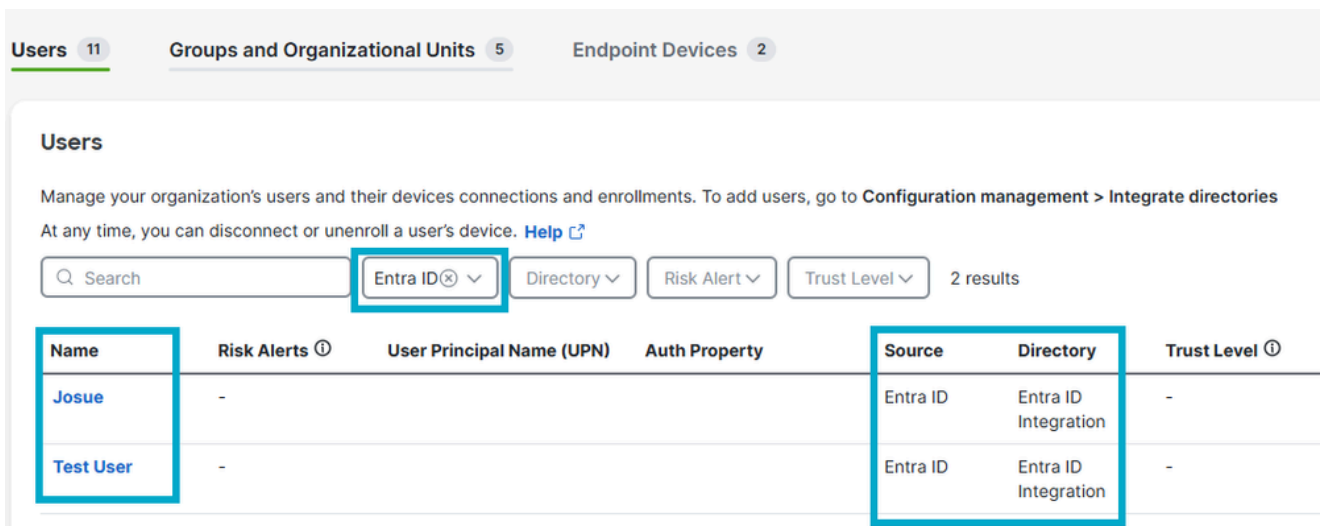 Users 11 Groups and Organizational Units 5 Endpoint Devices 2
Users
Manage your organization's users and their devices connections and enrollments. To add users, go to Configuration management > Integrate directories
At any time, you can disconnect or unenroll a user's device. Help
Search Entra ID Directory Risk Alert Trust Level 2 results
Name Risk Alerts User Principal Name (UPN) Auth Property Source Directory Trust Level
Josue - Entra ID Entra ID -
Integration
Test User - Entra ID Entra ID -
Integration